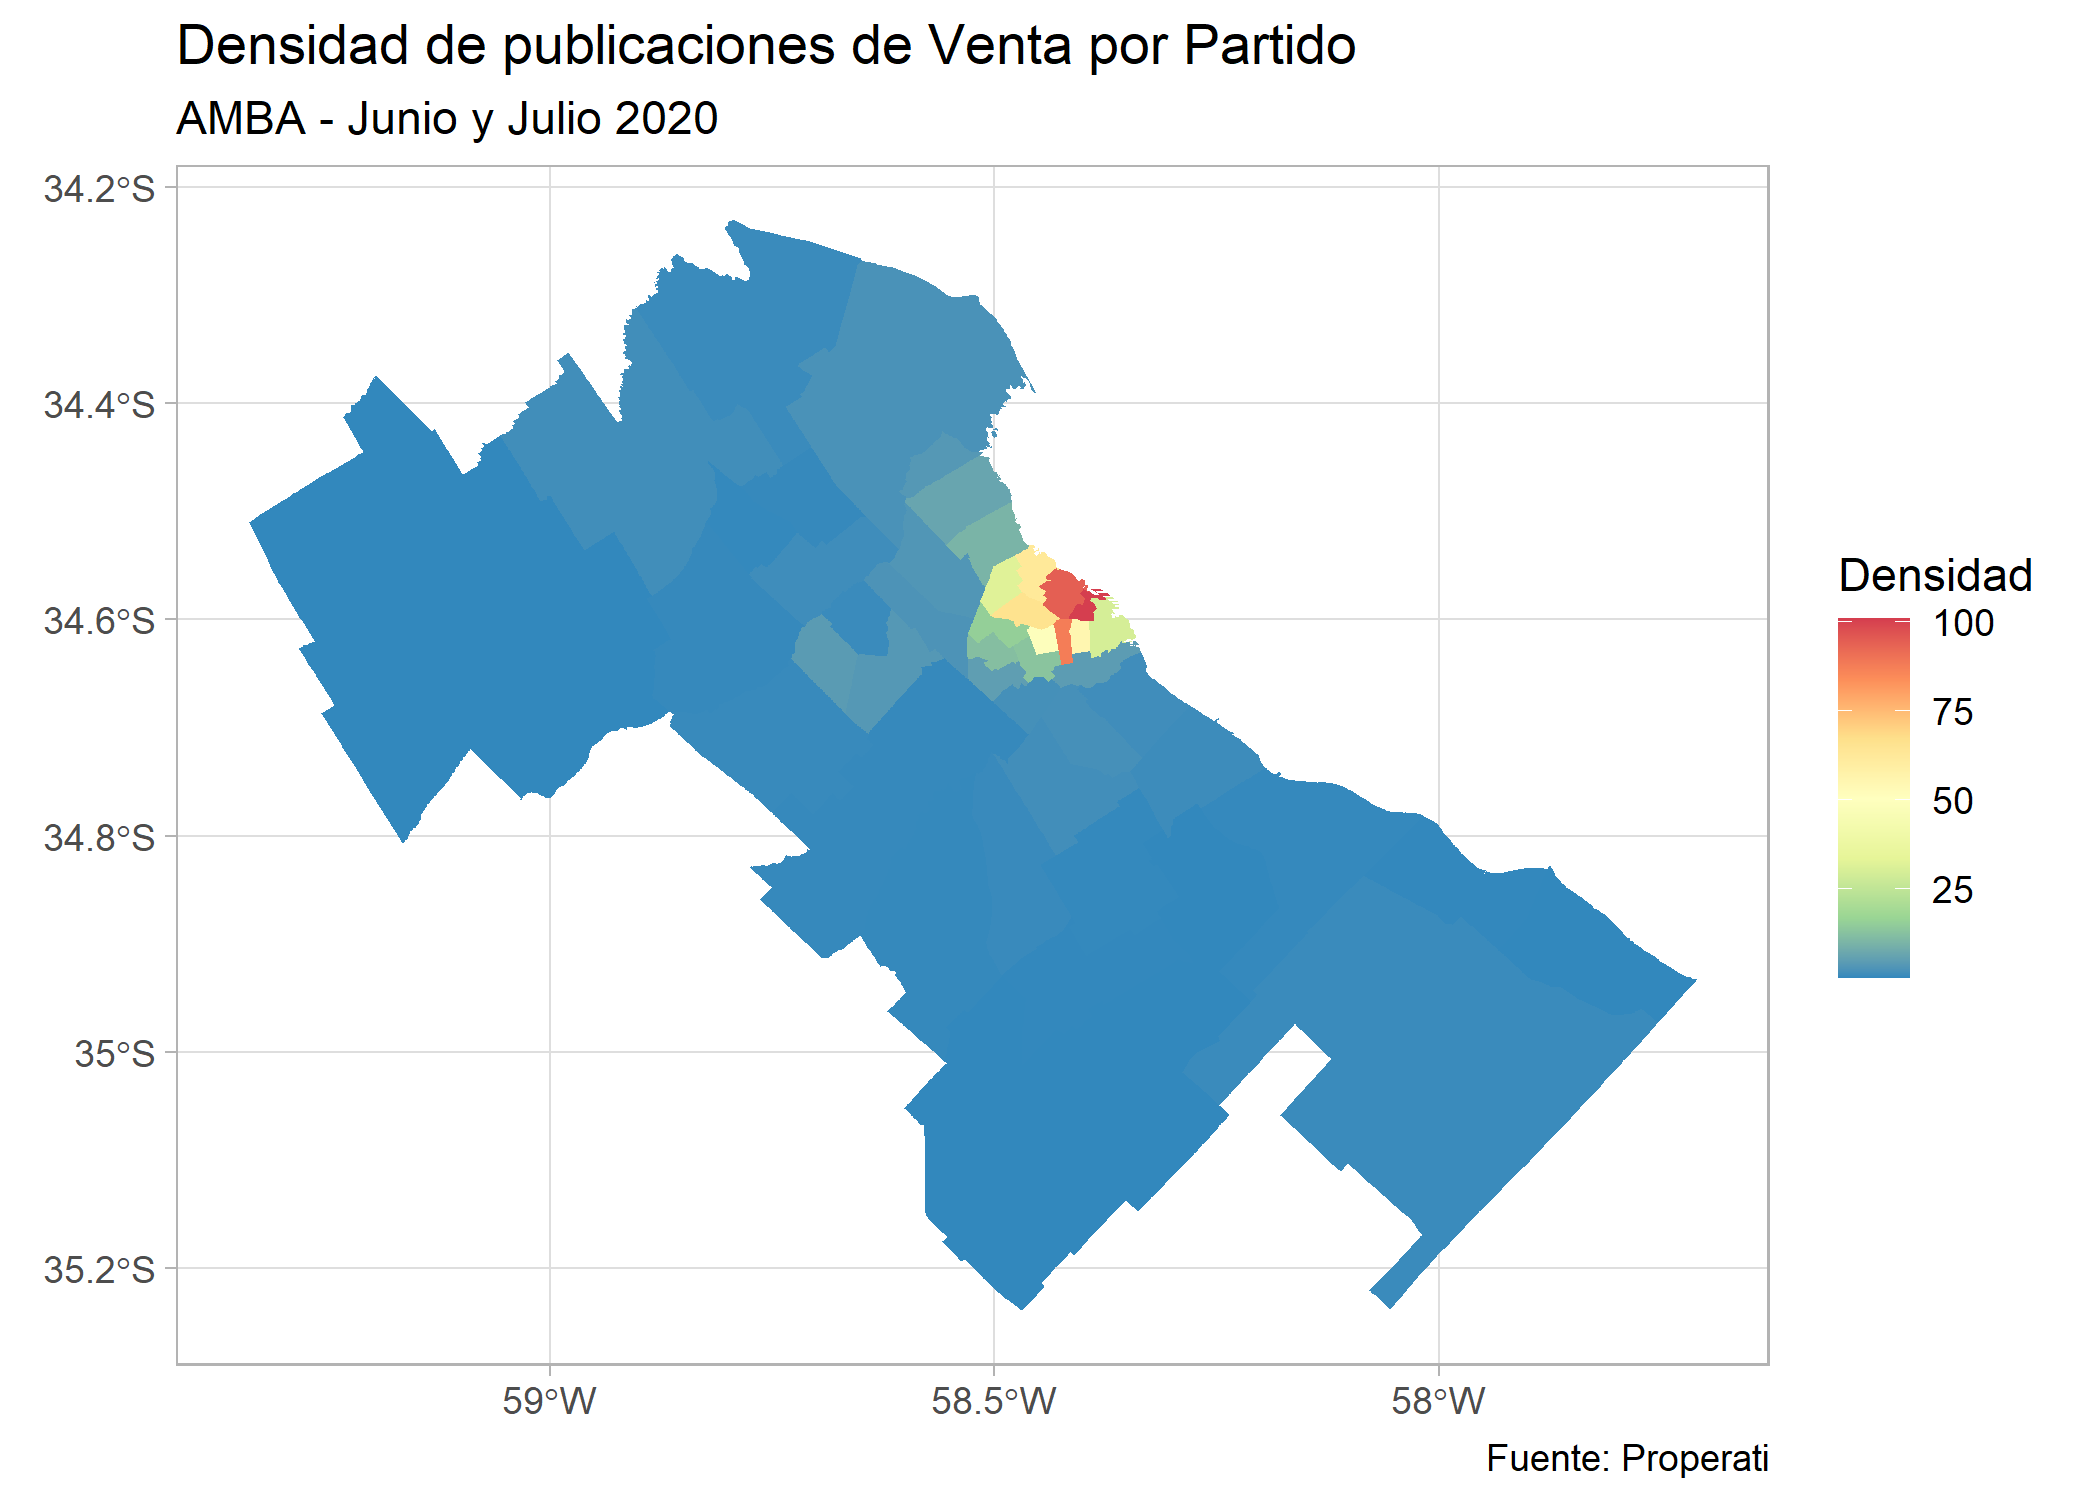 Densidad de publicaciones de Venta por Partido
AMBA - Junio y Julio 2020
34.2°S
34.4°S
34.6°S
34.8°S
35°S
35.2°S
59°W
58.5°W
58°W
Densidad
100
75
50
25
Fuente: Properati